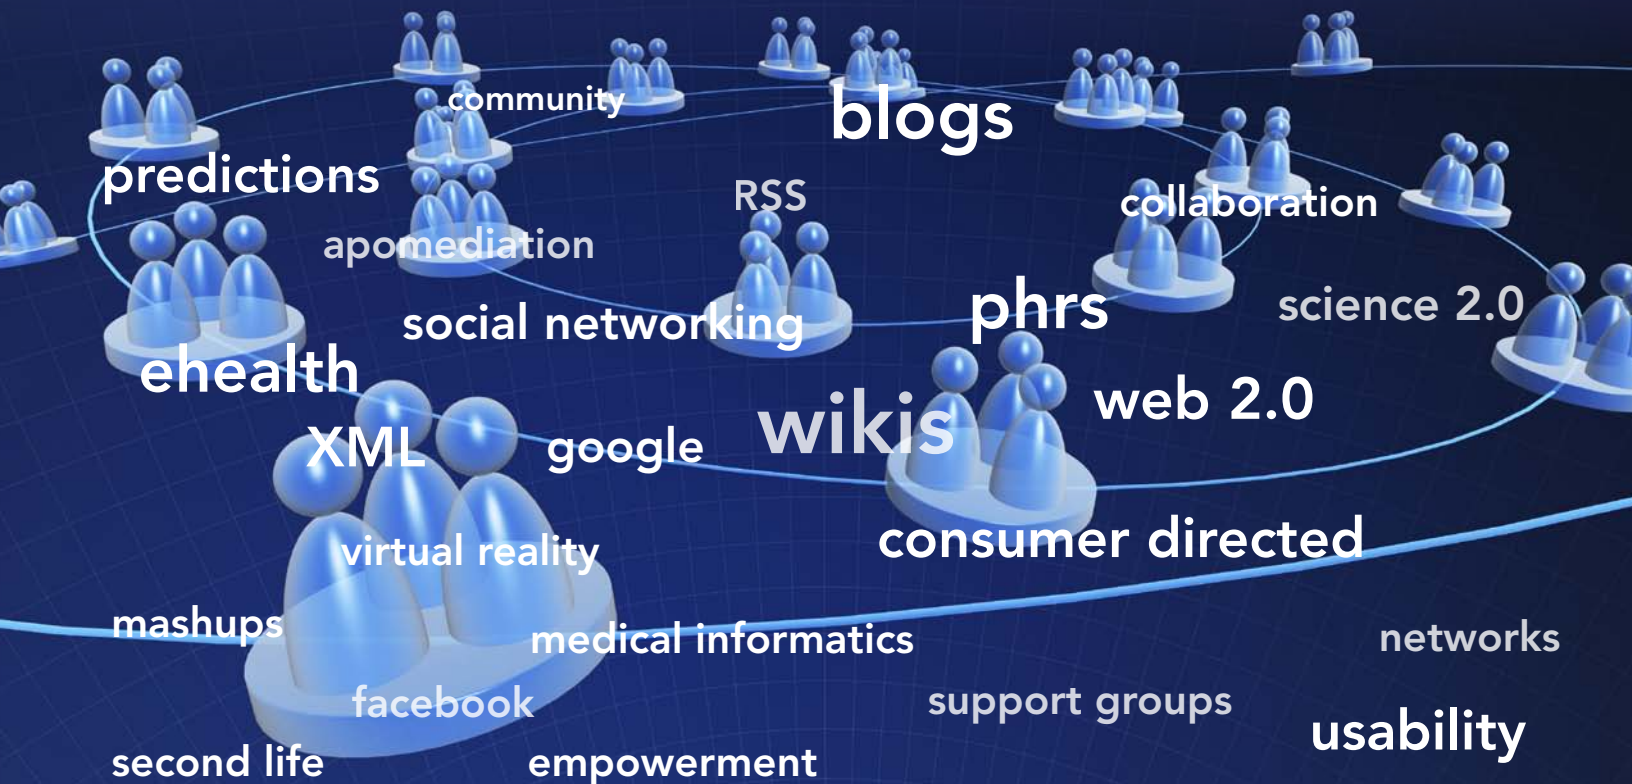 community
blogs
predictions
RSS
collaboration
apomediation
social networking
phrs
science 2.0
ehealth
web 2.0
wikis
XML
google
consumer directed
virtual reality
mashups
medical informatics
networks
facebook
support groups
usability
second life
empowerment